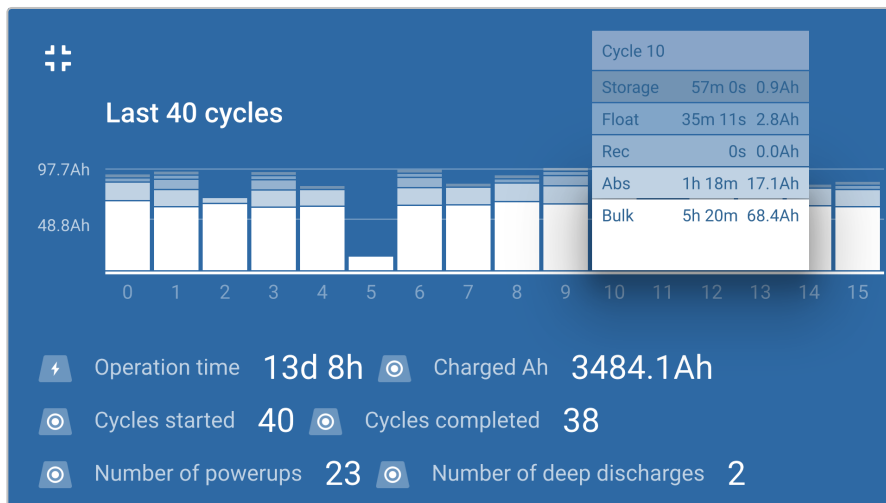 Cycle 10
Storage 57m 0s 0.9Ah
Last 40 cycles
Float 35m 11s 2.8Ah
Rec 0s 0.0Ah
97.7Ah
Abs 1h 18m 17.1Ah
Bulk 5h 20m 68.4Ah
48.8Ah
0 1 2 3 4 5 6 7 8 9 10 11 12 13 14 15
Operation time 13d 8h Charged Ah 3484.1Ah
Cycles started 40 Cycles completed 38
Number of powerups 23 Number of deep discharges 2